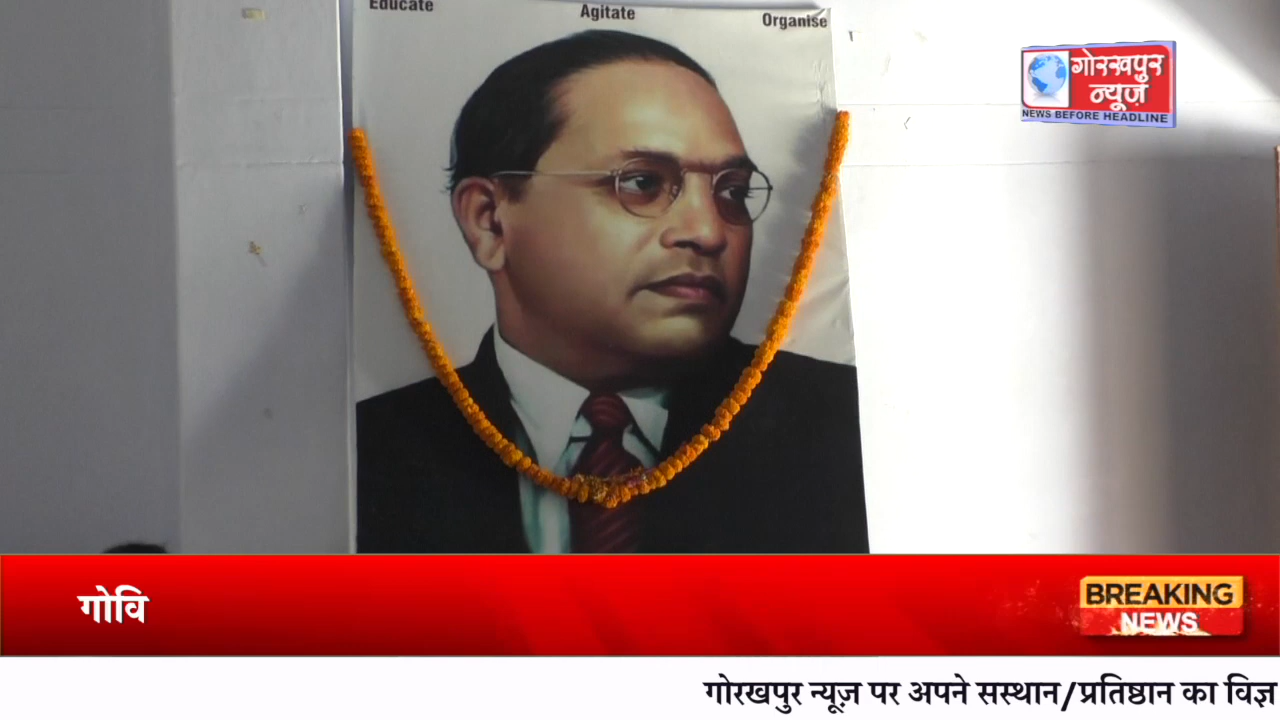 Educate Agitate Organise
गोरखपुर
न्यूज़
NEWS BEFORE HEADLINE
गोवि
BREAKING
NEWS
गोरखपुर न्यूज़ पर अपने सस्थान/प्रतिष्ठान का विज्ञ